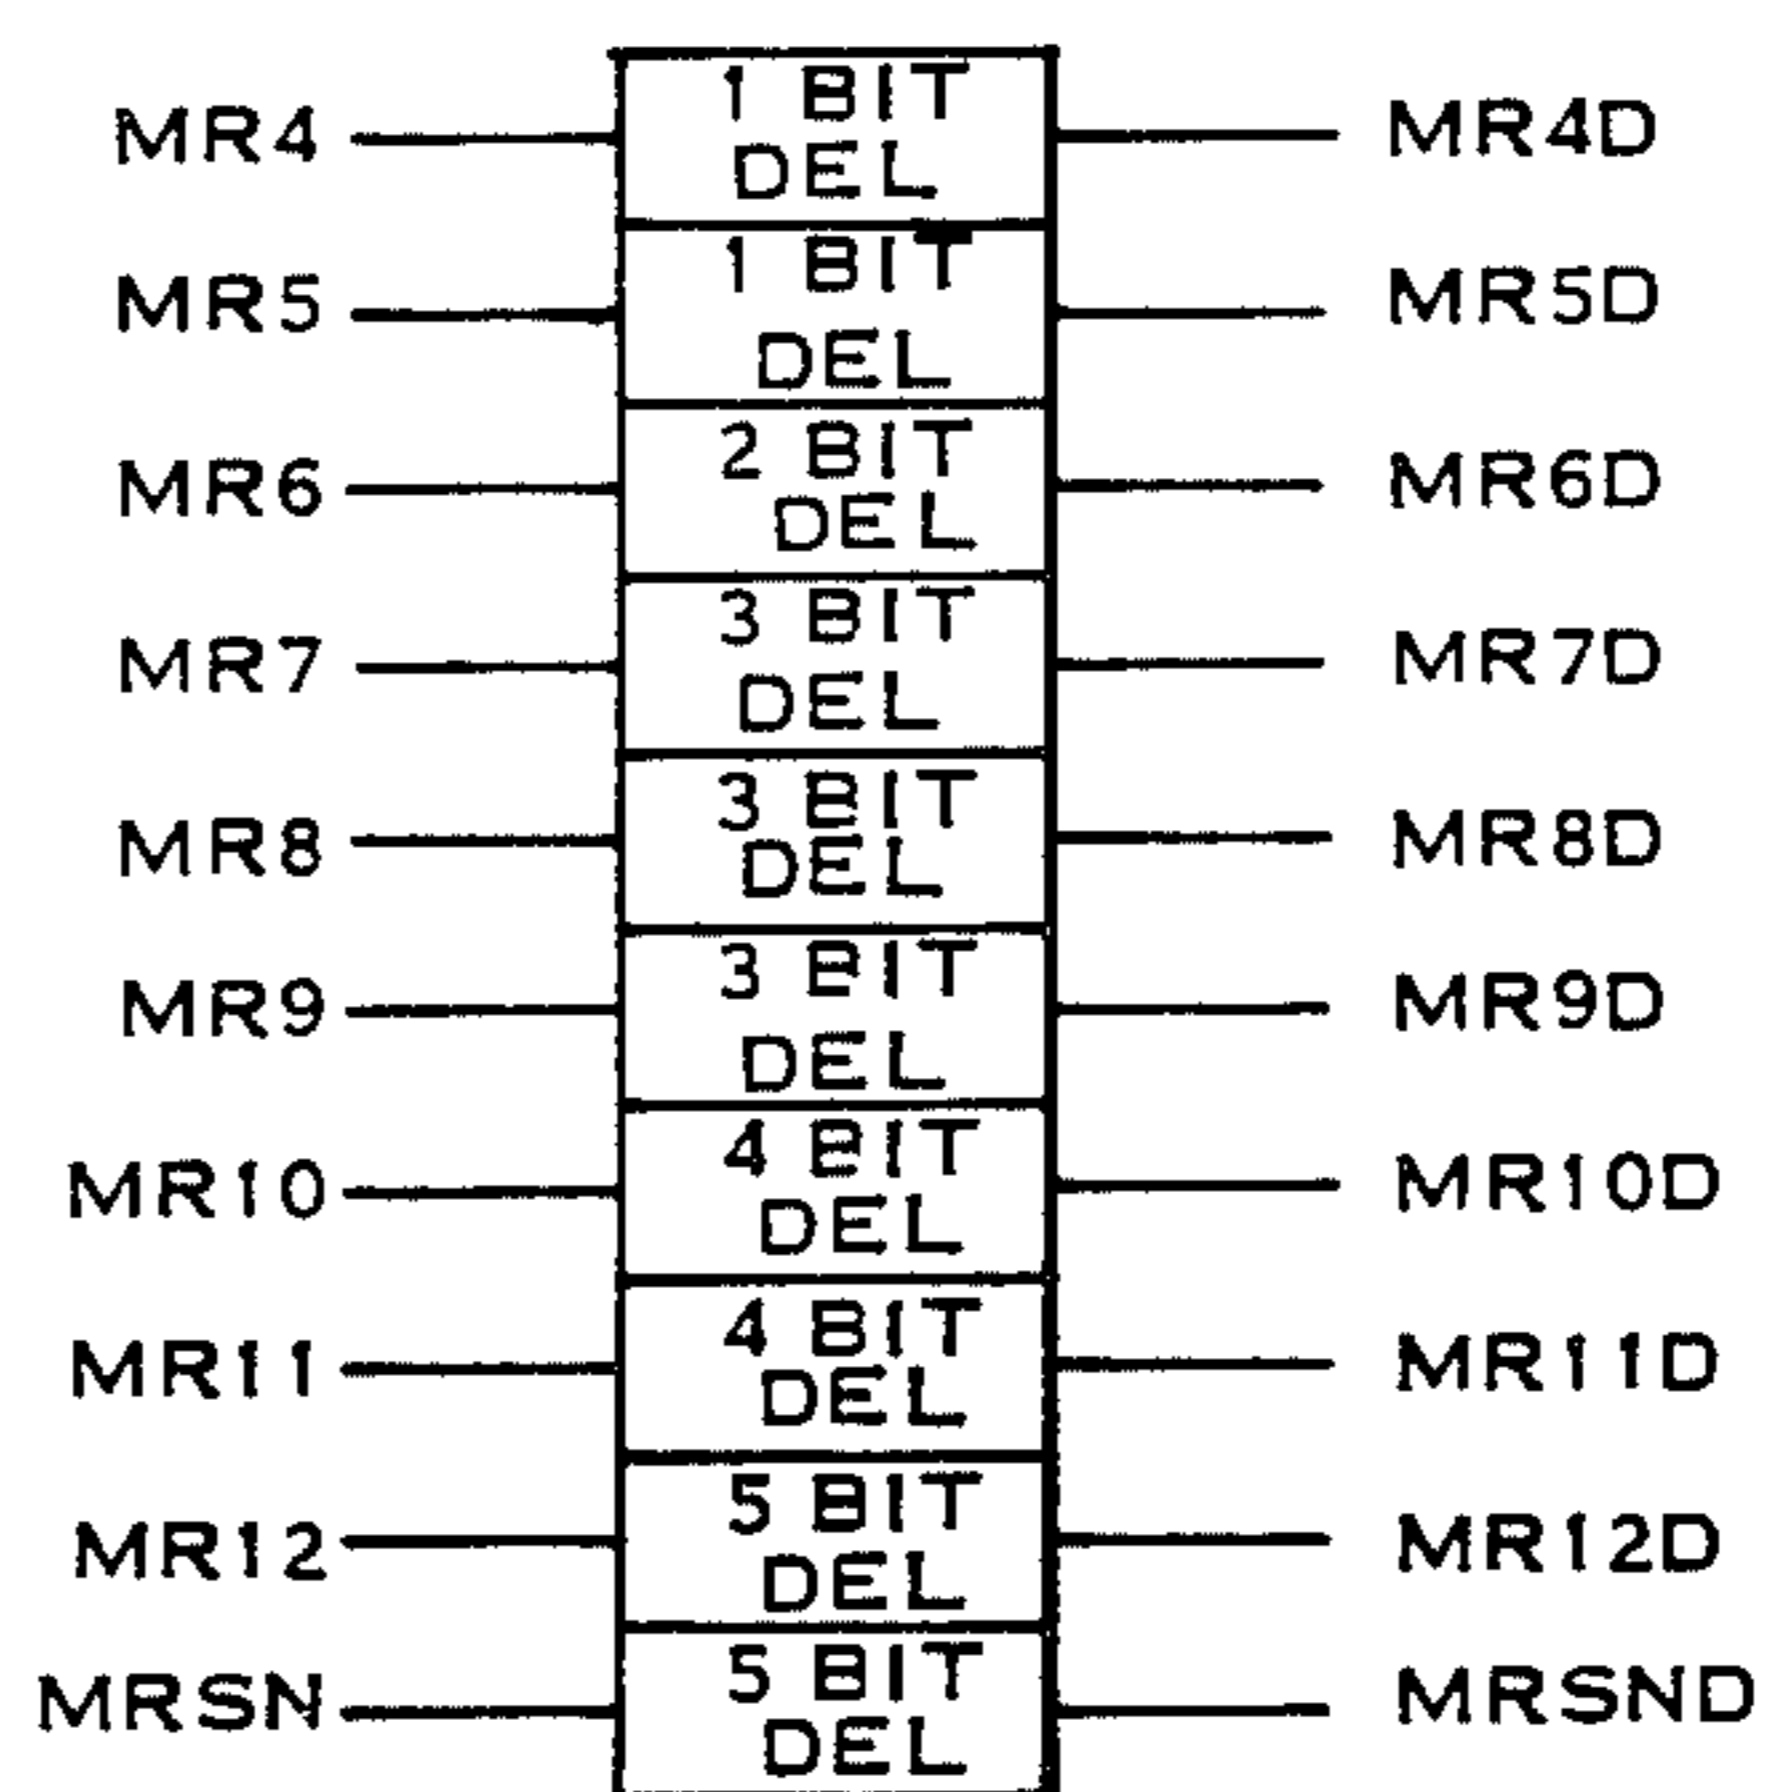 MR4 1 BIT DEL MR4D
MR5 1 BIT DEL MR5D
MR6 2 BIT DEL MR6D
MR7 3 BIT DEL MR7D
MR8 3 BIT DEL MR8D
MR9 3 BIT DEL MR9D
MR10 4 BIT DEL MR10D
MR11 4 BIT DEL MR11D
MR12 5 BIT DEL MR12D
MRSN 5 BIT DEL MRSND